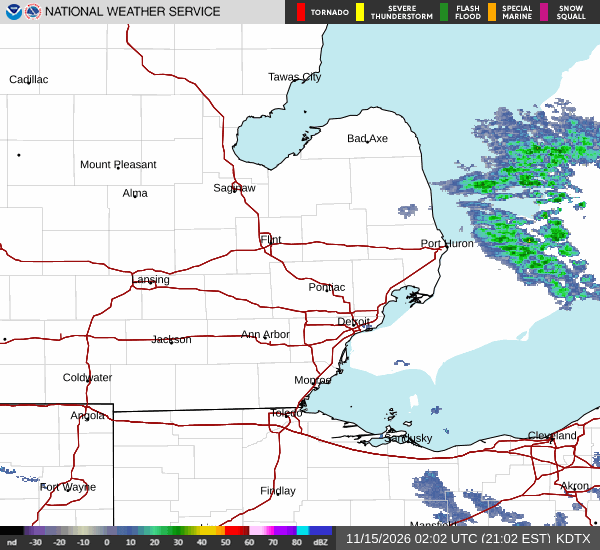 NATIONAL WEATHER SERVICE
TORNADO
SEVERE THUNDERSTORM
FLASH FLOOD
SPECIAL MARINE
SNOW SQUALL
Cadillac
Tawas City
Bad Axe
Mount Pleasant
Alma
Saginaw
Flint
Port Huron
Lansing
Pontiac
Detroit
Jackson
Ann Arbor
Coldwater
Monroe
Angola
Toledo
Sandusky
Cleveland
Fort Wayne
Findlay
Akron
Mansfield
nd -30 -20 -10 0 10 20 30 40 50 60 70 80 dBZ
11/15/2026 02:02 UTC (21:02 EST) KDTX